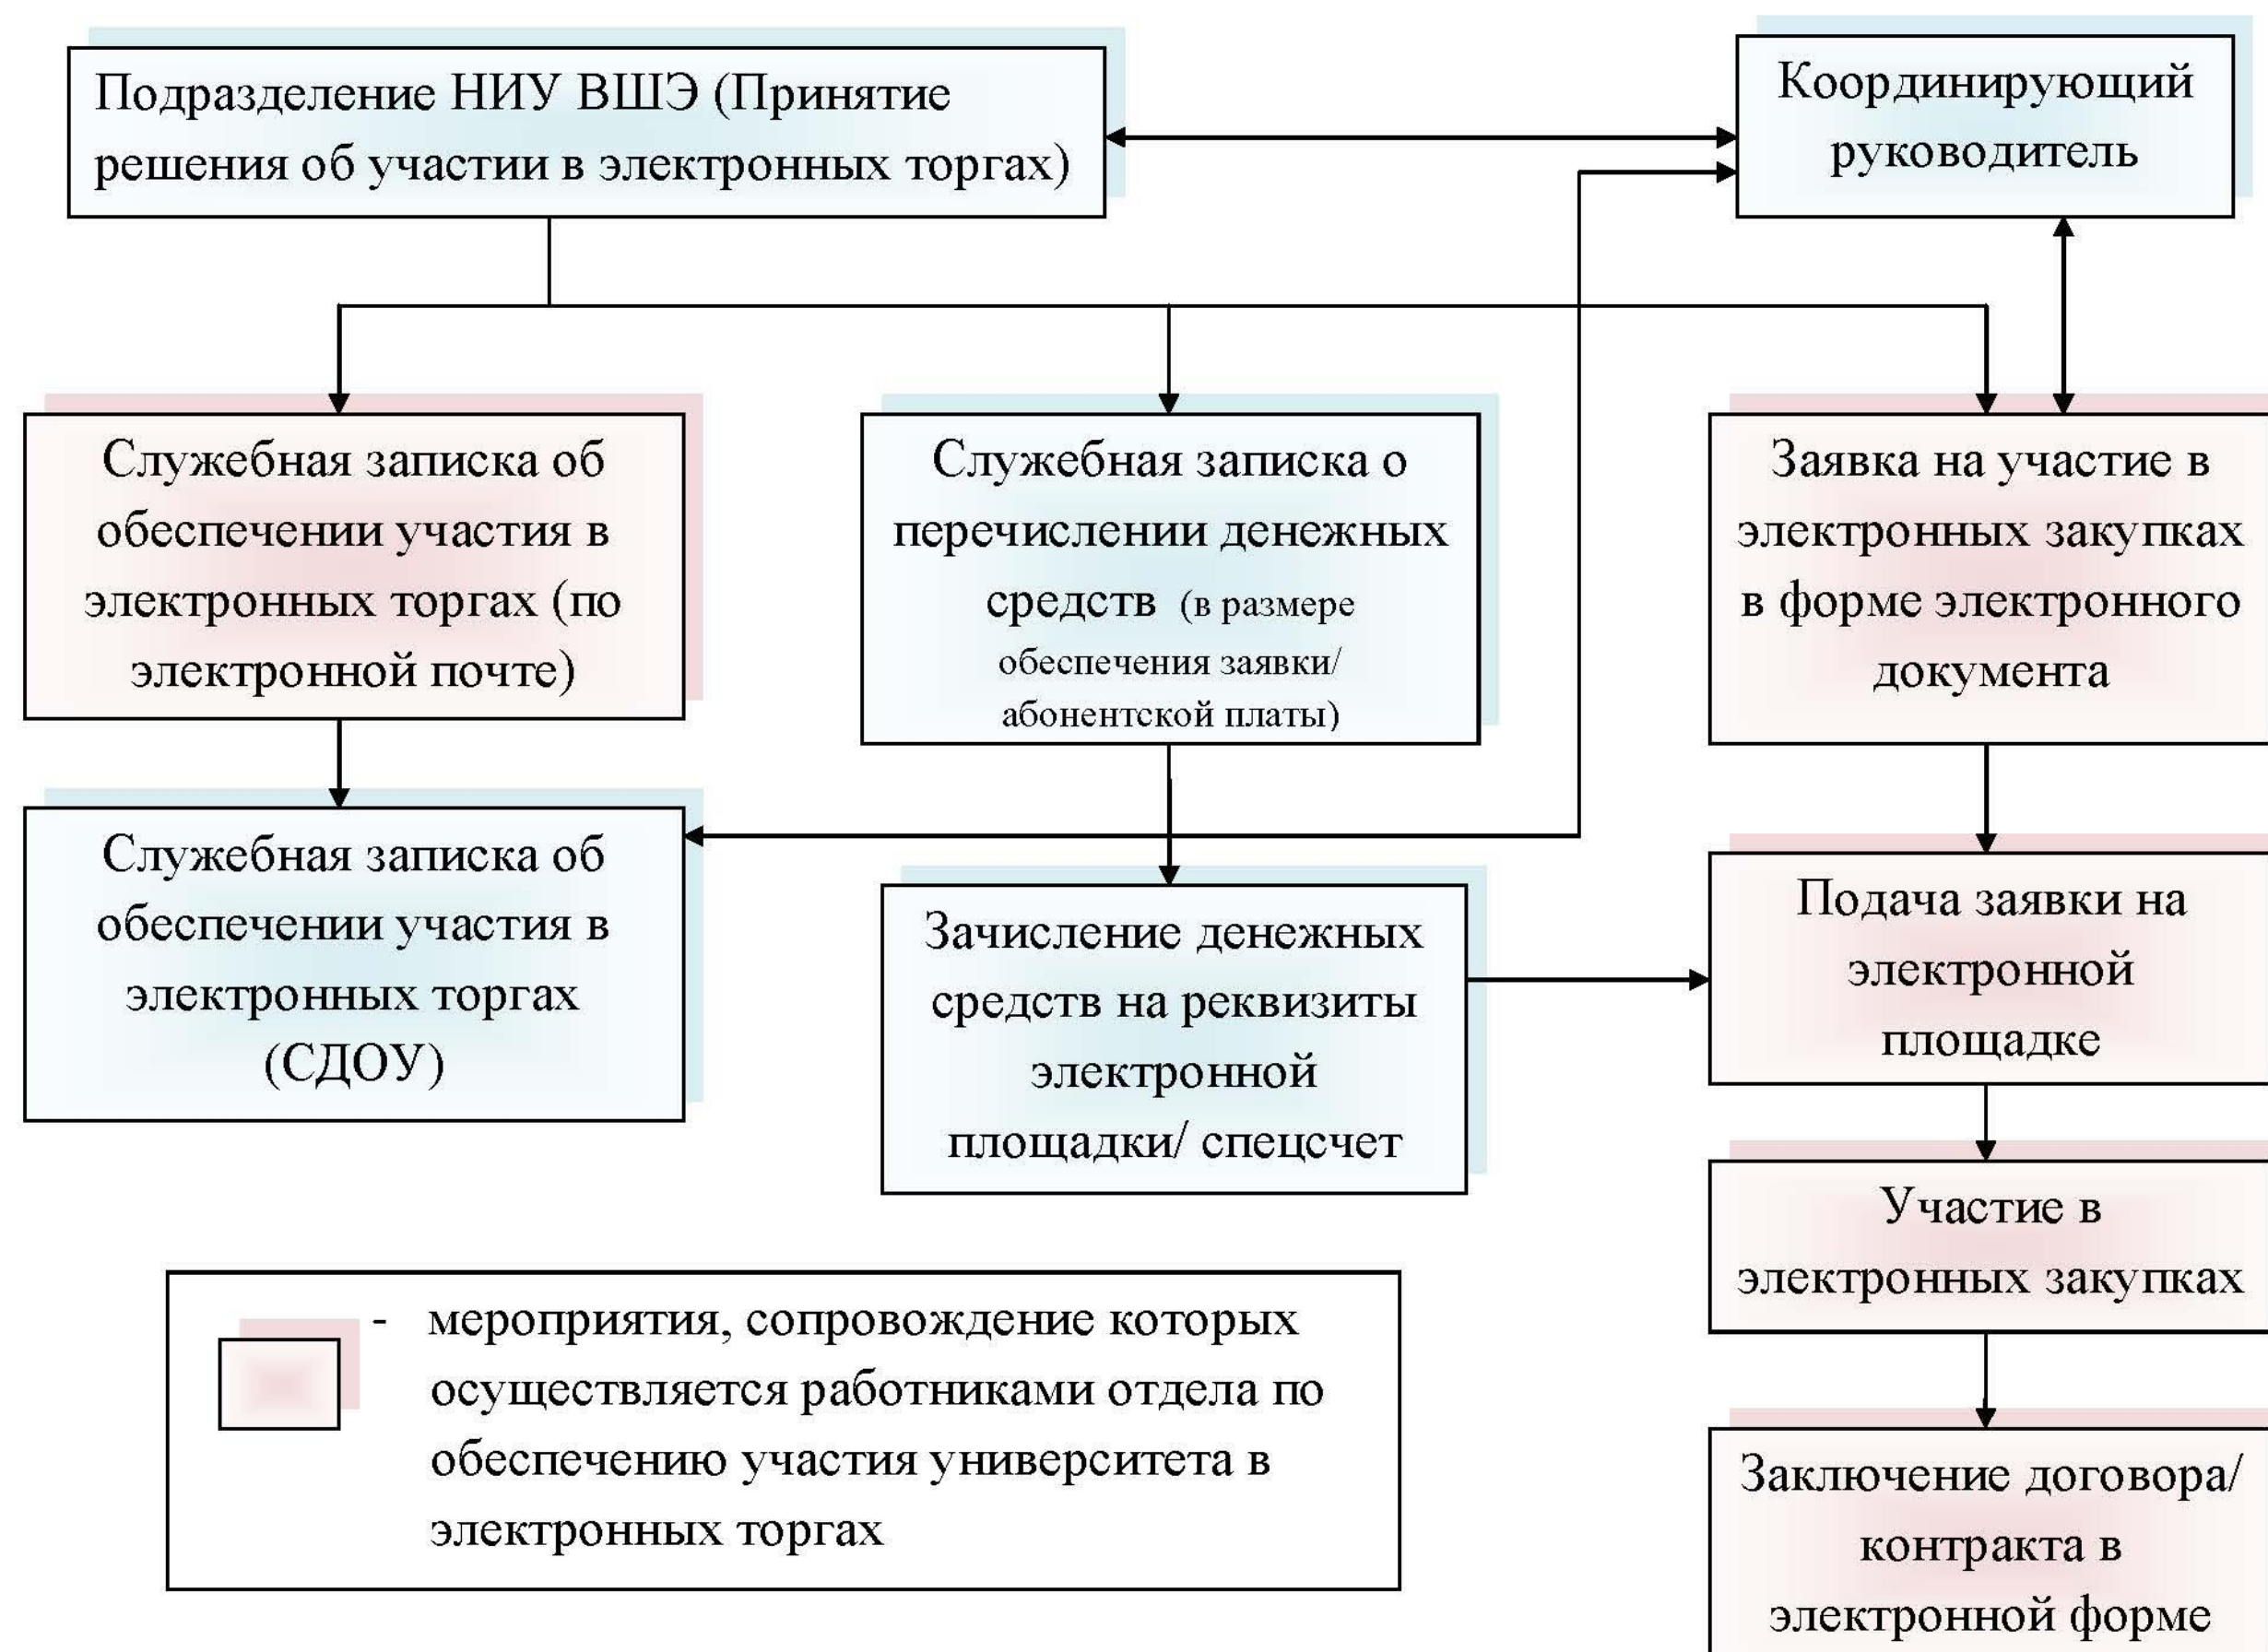 Подразделение НИУ ВШЭ (Принятие
решения об участии в электронных торгах)
Координирующий
руководитель
Служебная записка об
обеспечении участия в
электронных торгах (по
электронной почте)
Служебная записка о
перечислении денежных
средств (в размере
обеспечения заявки/
абонентской платы)
Заявка на участие в
электронных закупках
в форме электронного
документа
Служебная записка об
обеспечении участия в
электронных торгах
(СДОУ)
Зачисление денежных
средств на реквизиты
электронной
площадки/ спецсчет
Подача заявки на
электронной
площадке
Участие в
электронных закупках
Заключение договора/
контракта в
электронной форме
- мероприятия, сопровождение которых
осуществляется работниками отдела по
обеспечению участия университета в
электронных торгах